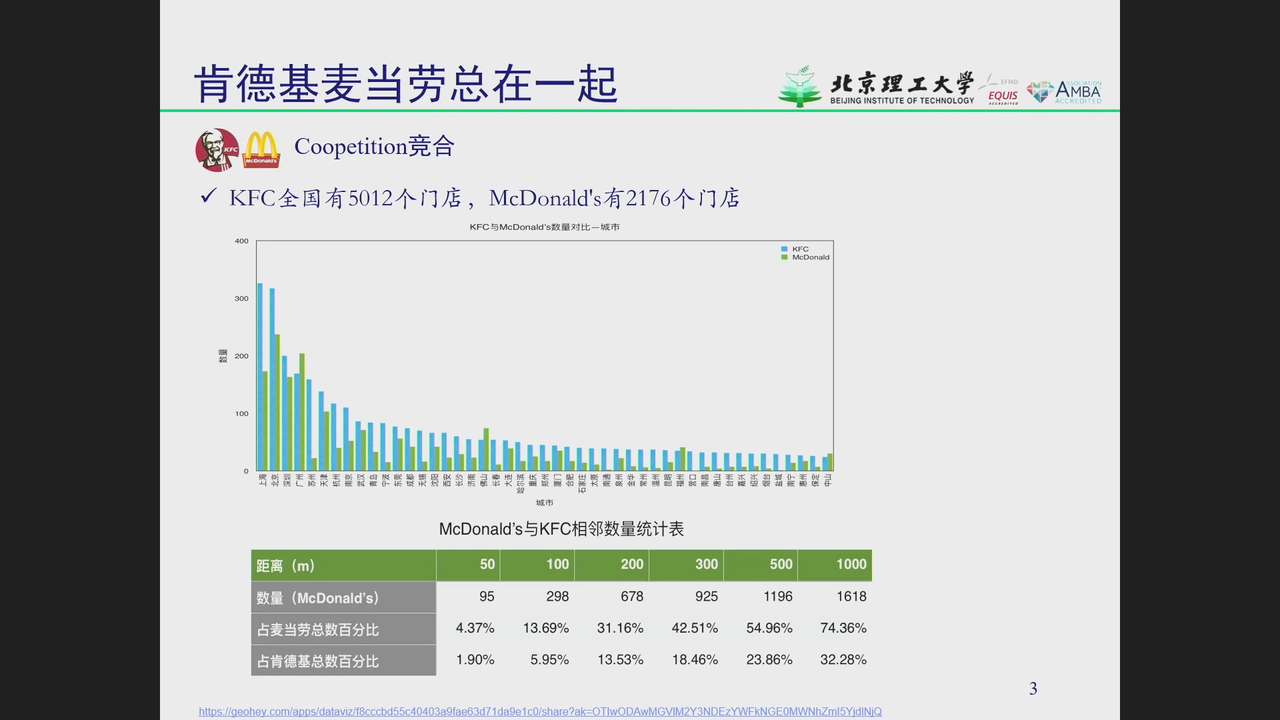 肯德基麦当劳总在一起
北京理工大学
BEIJING INSTITUTE OF TECHNOLOGY
EFMD
EQUIS
ACCREDITED
ASSOCIATION
AMBA
ACCREDITED
KFC
McDonald's
Coopetition竞合
✓ KFC全国有5012个门店，McDonald's有2176个门店
KFC与McDonald's数量对比—城市
KFC
McDonald
数量
400
300
200
100
0
上海 北京 深圳 广州 苏州 天津 杭州 南京 武汉 青岛 宁波 东莞 成都 无锡 沈阳 西安 长沙 济南 佛山 长春 大连 哈尔滨 重庆 郑州 厦门 合肥 石家庄 太原 南通 泉州 金华 常州 温州 昆明 福州 营口 南昌 唐山 台州 嘉兴 绍兴 烟台 盐城 南宁 惠州 保定 中山
城市
McDonald's与KFC相邻数量统计表
距离（m） 50 100 200 300 500 1000
数量（McDonald's） 95 298 678 925 1196 1618
占麦当劳总数百分比 4.37% 13.69% 31.16% 42.51% 54.96% 74.36%
占肯德基总数百分比 1.90% 5.95% 13.53% 18.46% 23.86% 32.28%
3
https://geohey.com/apps/dataviz/f8cccbd55c40403a9fae63d71da9e1c0/share?ak=OTIwODAwMGVlM2Y3NDEzYWFkNGE0MWNhZmI5YjdlNjQ